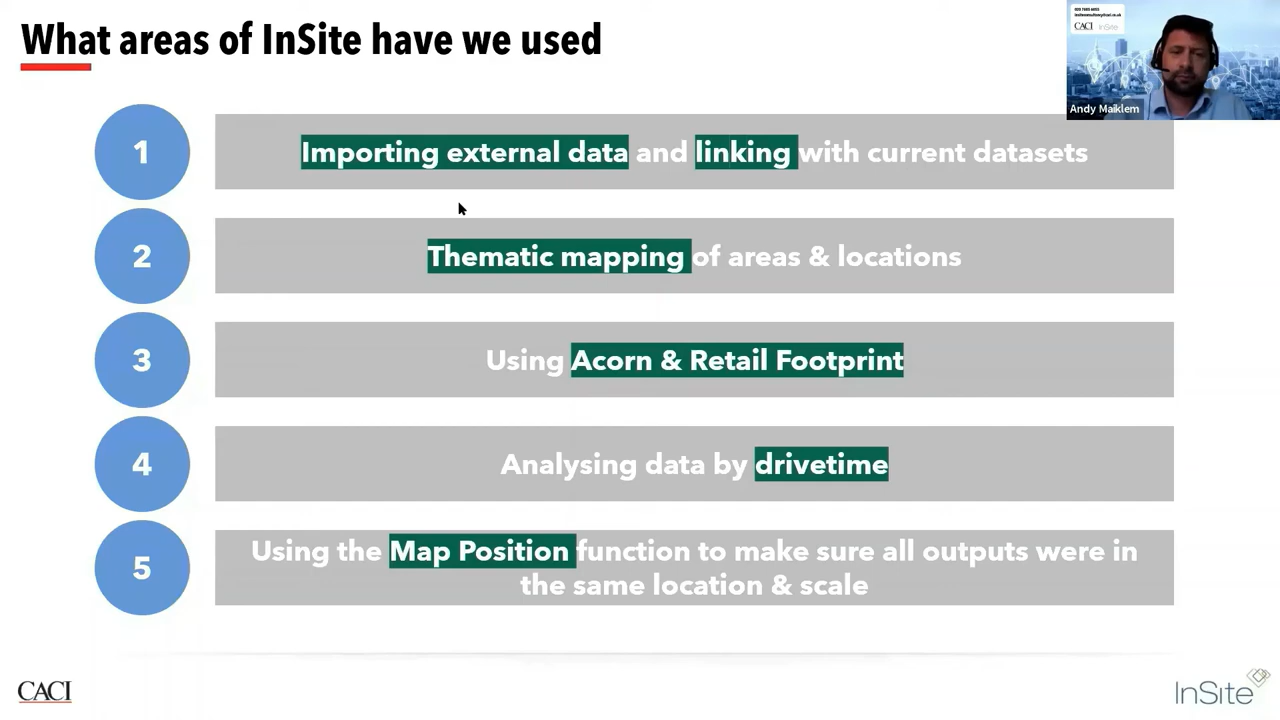 What areas of InSite have we used
CACI InSite
Andy Maiklem
1
Importing external data and linking with current datasets
2
Thematic mapping of areas & locations
3
Using Acorn & Retail Footprint
4
Analysing data by drivetime
5
Using the Map Position function to make sure all outputs were in
the same location & scale
CACI
InSite